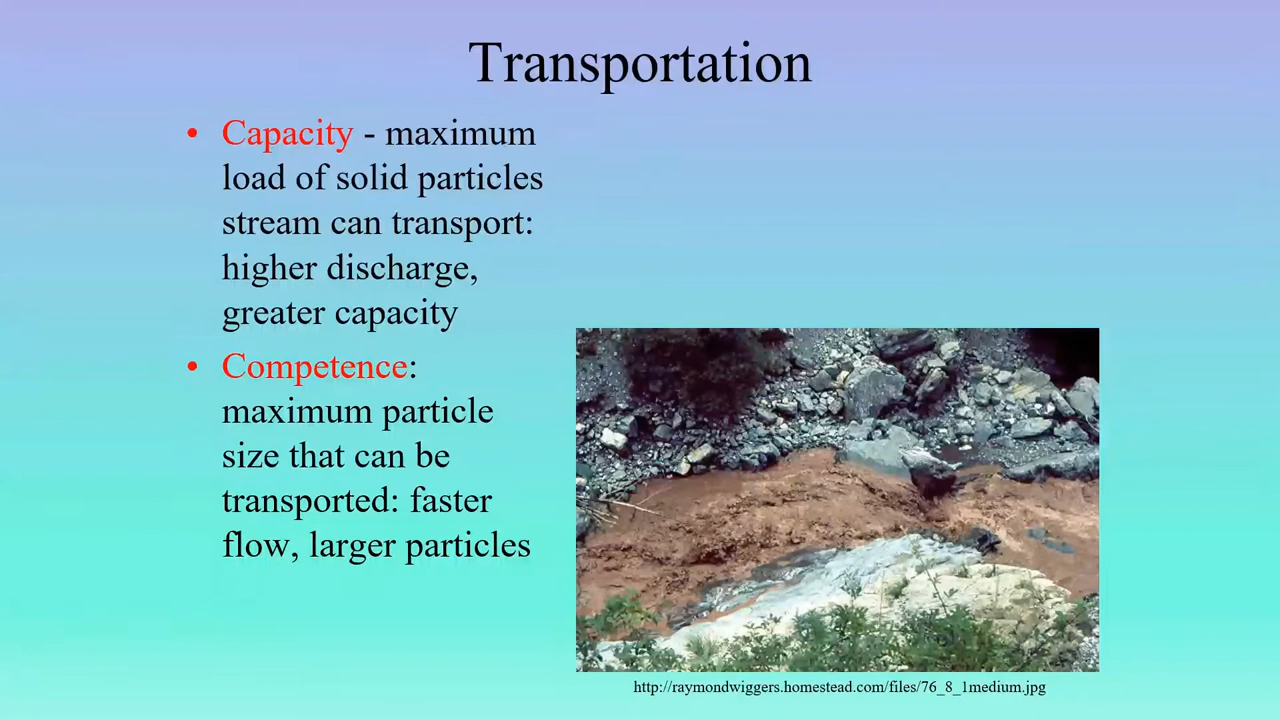 Transportation
• Capacity - maximum
load of solid particles
stream can transport:
higher discharge,
greater capacity
• Competence:
maximum particle
size that can be
transported: faster
flow, larger particles
http://raymondwiggers.homestead.com/files/76_8_1medium.jpg